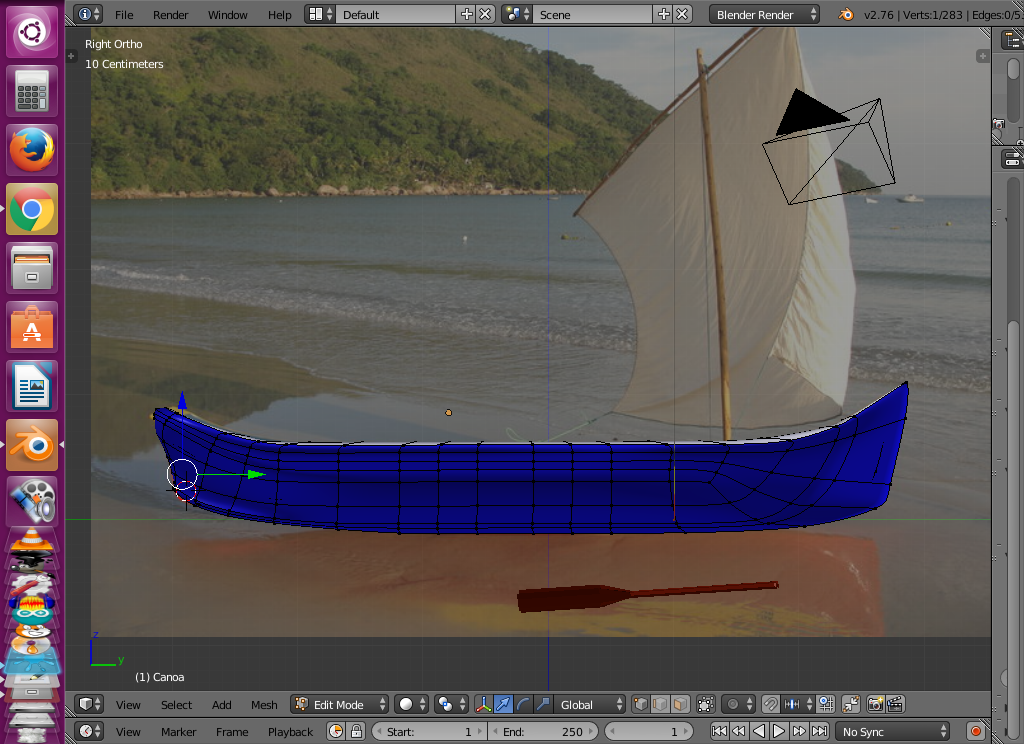 File Render Window Help Default Scene Blender Render v2.76 | Verts:1/283 | Edges:0/5
Right Ortho
10 Centimeters
z
y
(1) Canoa
View Select Add Mesh Edit Mode Global
View Marker Frame Playback Start: 1 End: 250 1 No Sync